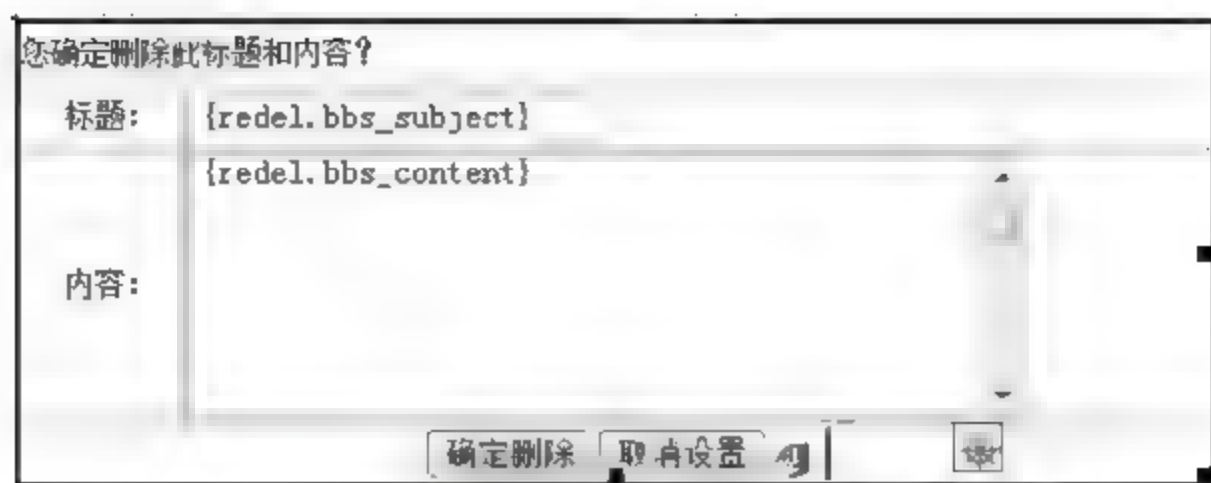 您确定删除此标题和内容?
标题: {redel.bbs_subject}
{redel.bbs_content}
内容:
确定删除 取消设置